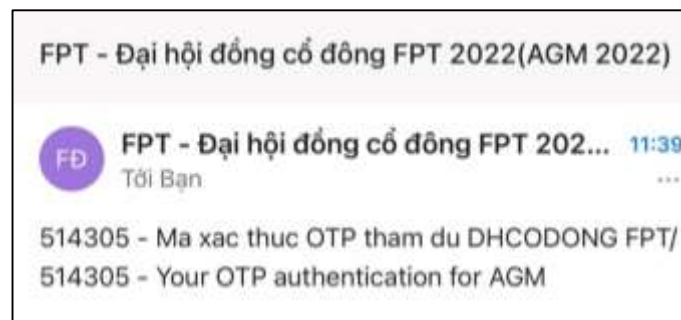 FPT - Đại hội đồng cổ đông FPT 2022(AGM 2022)
FĐ
FPT - Đại hội đồng cổ đông FPT 202... 11:39
Tới Bạn
...
514305 - Ma xac thuc OTP tham du DHCODONG FPT/
514305 - Your OTP authentication for AGM